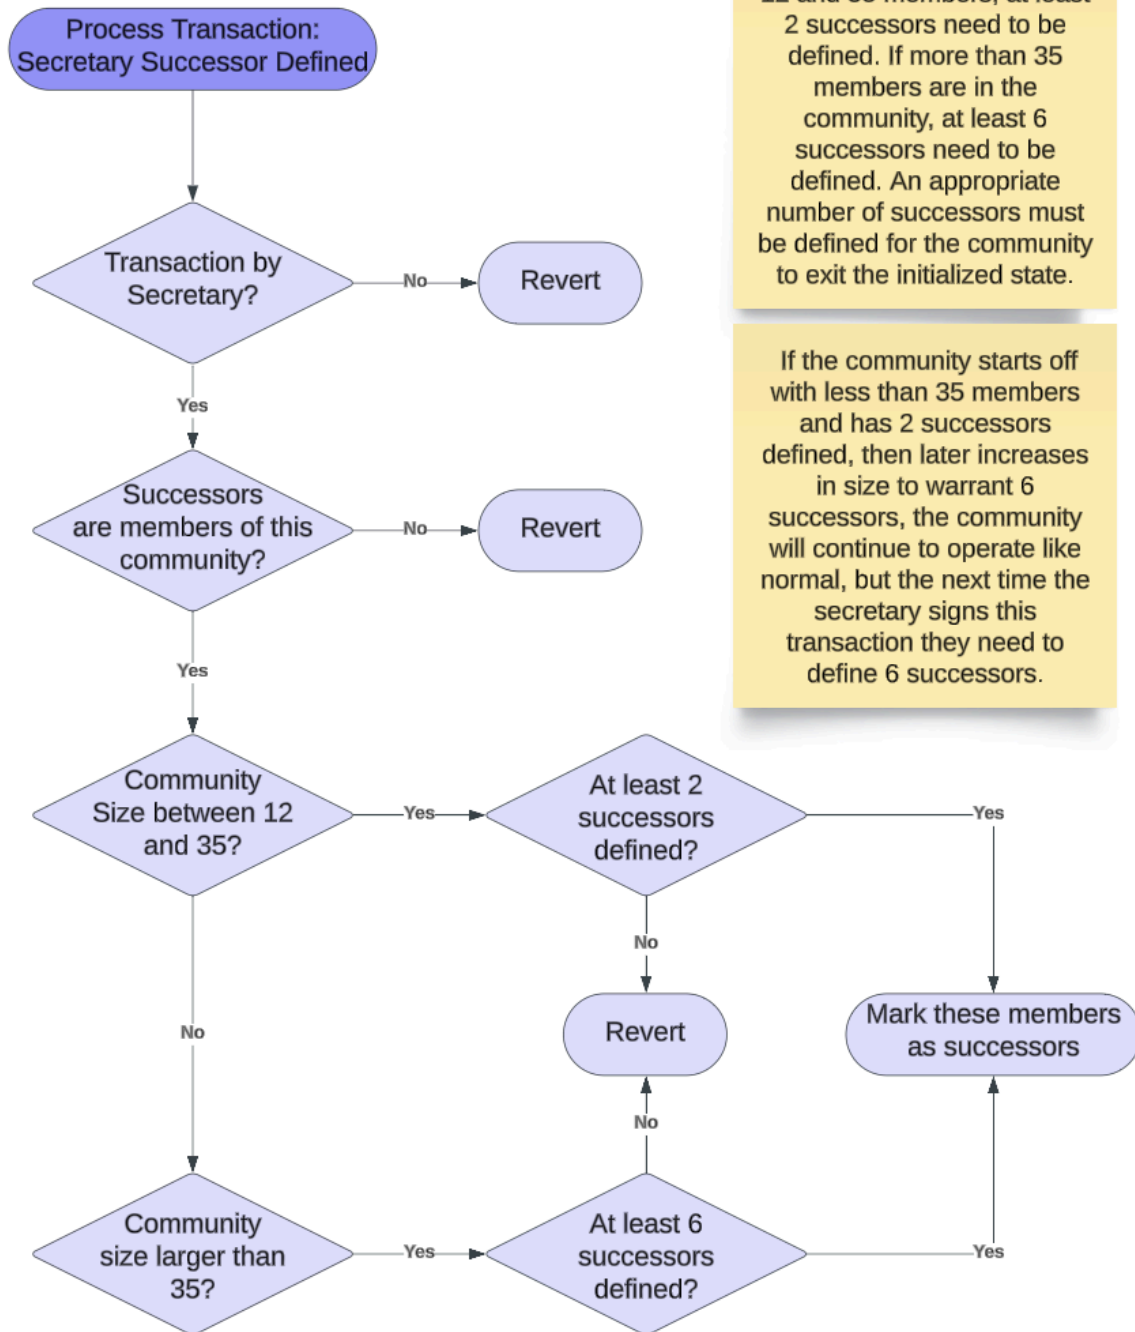 Process Transaction:
Secretary Successor Defined
12 and 35 members, at least
2 successors need to be
defined. If more than 35
members are in the
community, at least 6
successors need to be
defined. An appropriate
number of successors must
be defined for the community
to exit the initialized state.
Transaction by
Secretary?
No
Revert
Yes
If the community starts off
with less than 35 members
and has 2 successors
defined, then later increases
in size to warrant 6
successors, the community
will continue to operate like
normal, but the next time the
secretary signs this
transaction they need to
define 6 successors.
Successors
are members of this
community?
No
Revert
Yes
Community
Size between 12
and 35?
Yes
At least 2
successors
defined?
Yes
No
No
Revert
Mark these members
as successors
No
Community
size larger than
35?
Yes
At least 6
successors
defined?
Yes